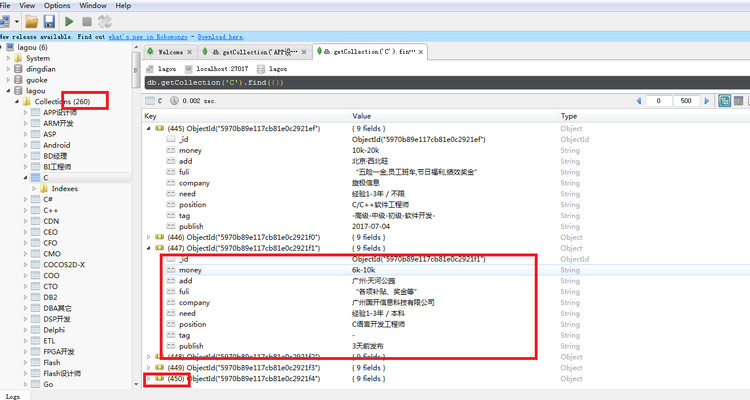 File View Options Window Help
New release available. Find out what's new in Robomongo - Download here.
lagou (6)
System
dingdian
guoke
lagou
Collections (260)
APP设计师
ARM开发
ASP
Android
BD经理
BI工程师
C
Indexes
C#
C++
CDN
CEO
CFO
CMO
COCOS2D-X
COO
CTO
DB2
DBA其它
DSP开发
Delphi
ETL
FPGA开发
Flash
Flash设计师
Go
Welcome
db.getCollection('APP设…
db.getCollection('C').fin…
lagou localhost:27017 lagou
db.getCollection('C').find({})
C 0.002 sec. 0 500
Key Value Type
(445) ObjectId("5970b89e117cb81e0c2921ef") { 9 fields } Object
_id ObjectId("5970b89e117cb81e0c2921ef") ObjectId
money 10k-20k String
add 北京·西北旺 String
fuli “五险一金,员工班车,节日福利,绩效奖金” String
company 旋极信息 String
need 经验1-3年 / 不限 String
position C/C++软件工程师 String
tag -高级-中级-初级-软件开发- String
publish 2017-07-04 String
(446) ObjectId("5970b89e117cb81e0c2921f0") { 9 fields } Object
(447) ObjectId("5970b89e117cb81e0c2921f1") { 9 fields } Object
_id ObjectId("5970b89e117cb81e0c2921f1") ObjectId
money 6k-10k String
add 广州·天河公园 String
fuli “各项补贴、奖金等” String
company 广州国开信息科技有限公司 String
need 经验1-3年 / 本科 String
position C语言开发工程师 String
tag - String
publish 3天前发布 String
(448) ObjectId("5970b89e117cb81e0c2921f2") { 9 fields } Object
(449) ObjectId("5970b89e117cb81e0c2921f3") { 9 fields } Object
(450) ObjectId("5970b89e117cb81e0c2921f4") { 9 fields } Object
Logs